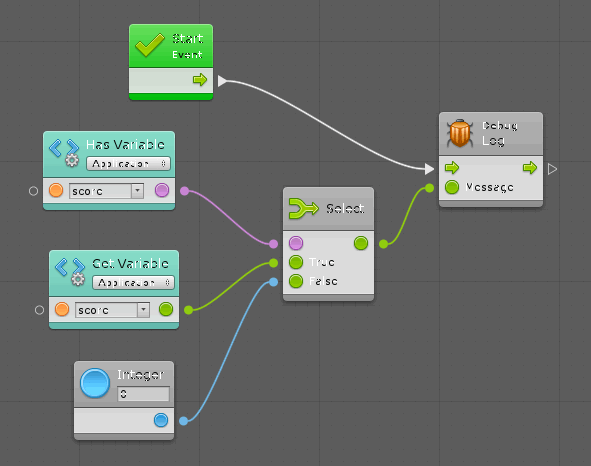 Start
Event
Has Variable
Application
score
Get Variable
Application
score
Integer
0
Select
True
False
Debug
Log
Message